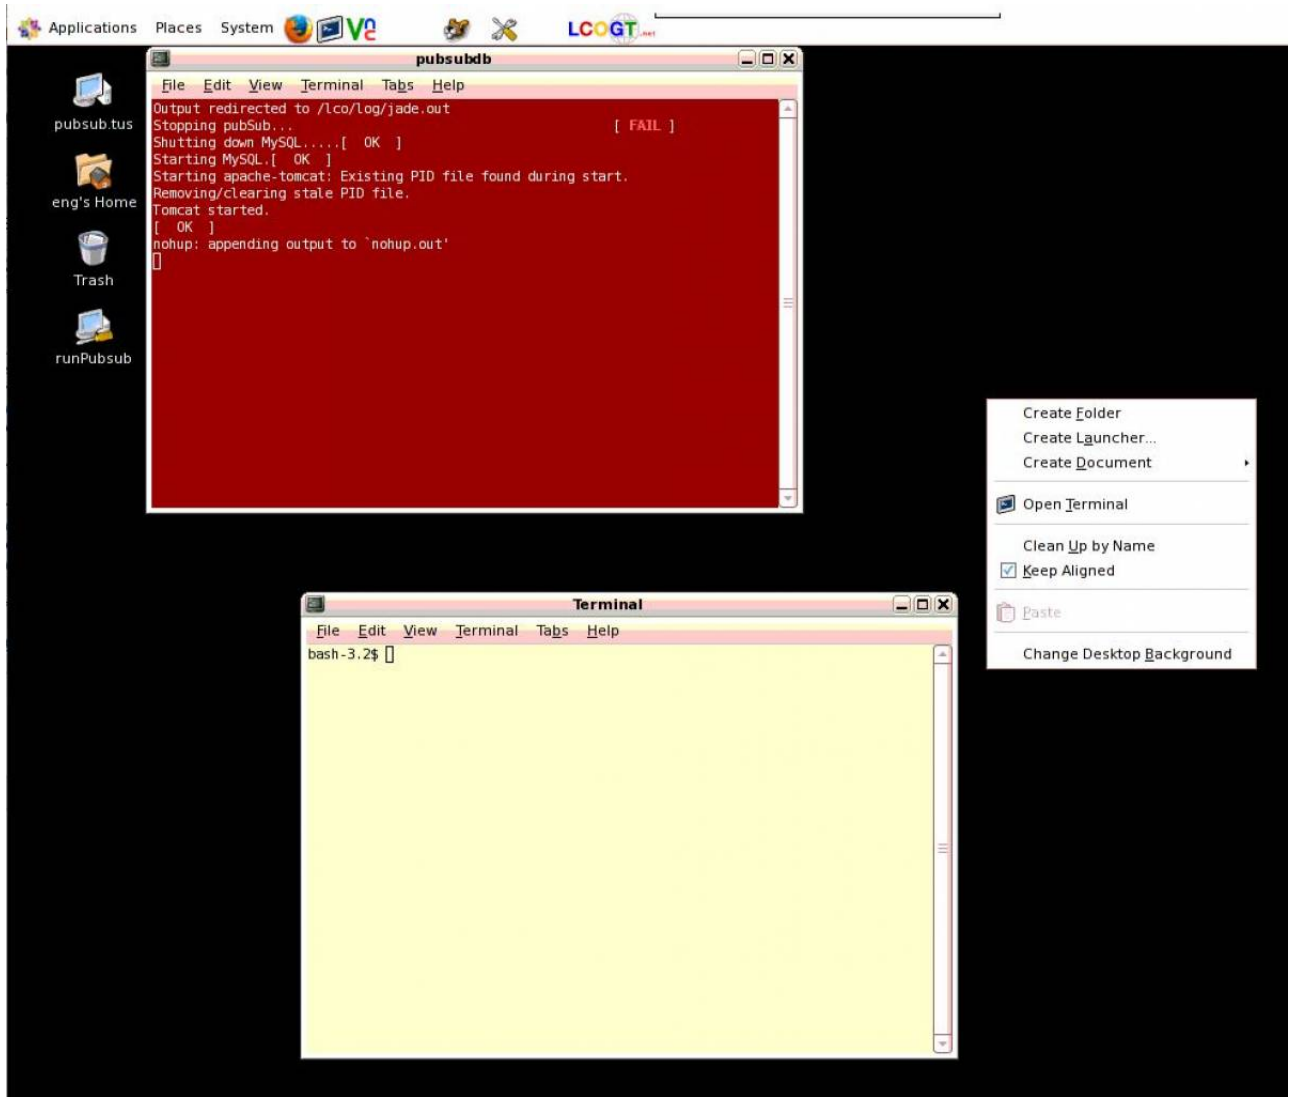 Applications Places System VNC LCOGT.net
pubsub.tus
eng's Home
Trash
runPubsub
pubsubdb
File Edit View Terminal Tabs Help
Output redirected to /lco/log/jade.out
Stopping pubSub... [ FAIL ]
Shutting down MySQL.....[ OK ]
Starting MySQL.[ OK ]
Starting apache-tomcat: Existing PID file found during start.
Removing/clearing stale PID file.
Tomcat started.
[ OK ]
nohup: appending output to `nohup.out'
Create Folder
Create Launcher...
Create Document
Open Terminal
Clean Up by Name
Keep Aligned
Paste
Change Desktop Background
Terminal
File Edit View Terminal Tabs Help
bash-3.2$